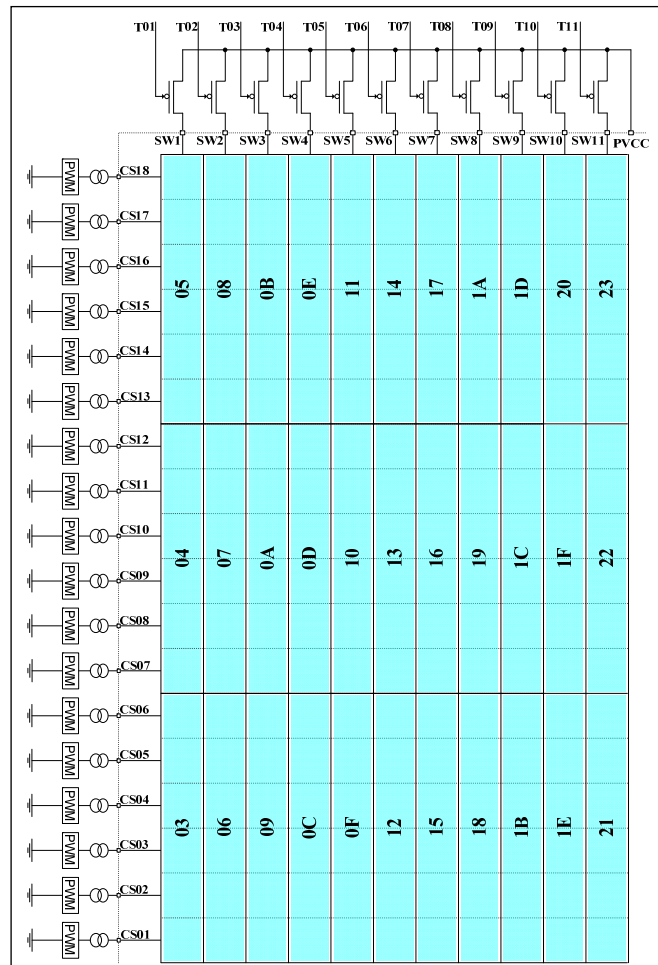 T01 T02 T03 T04 T05 T06 T07 T08 T09 T10 T11
SW1 SW2 SW3 SW4 SW5 SW6 SW7 SW8 SW9 SW10 SW11 PVCC
PWM CS18
PWM CS17
PWM CS16
05 08 0B 0E 11 14 17 1A 1D 20 23
PWM CS15
PWM CS14
PWM CS13
PWM CS12
PWM CS11
PWM CS10
04 07 0A 0D 10 13 16 19 1C 1F 22
PWM CS09
PWM CS08
PWM CS07
PWM CS06
PWM CS05
PWM CS04
03 06 09 0C 0F 12 15 18 1B 1E 21
PWM CS03
PWM CS02
PWM CS01